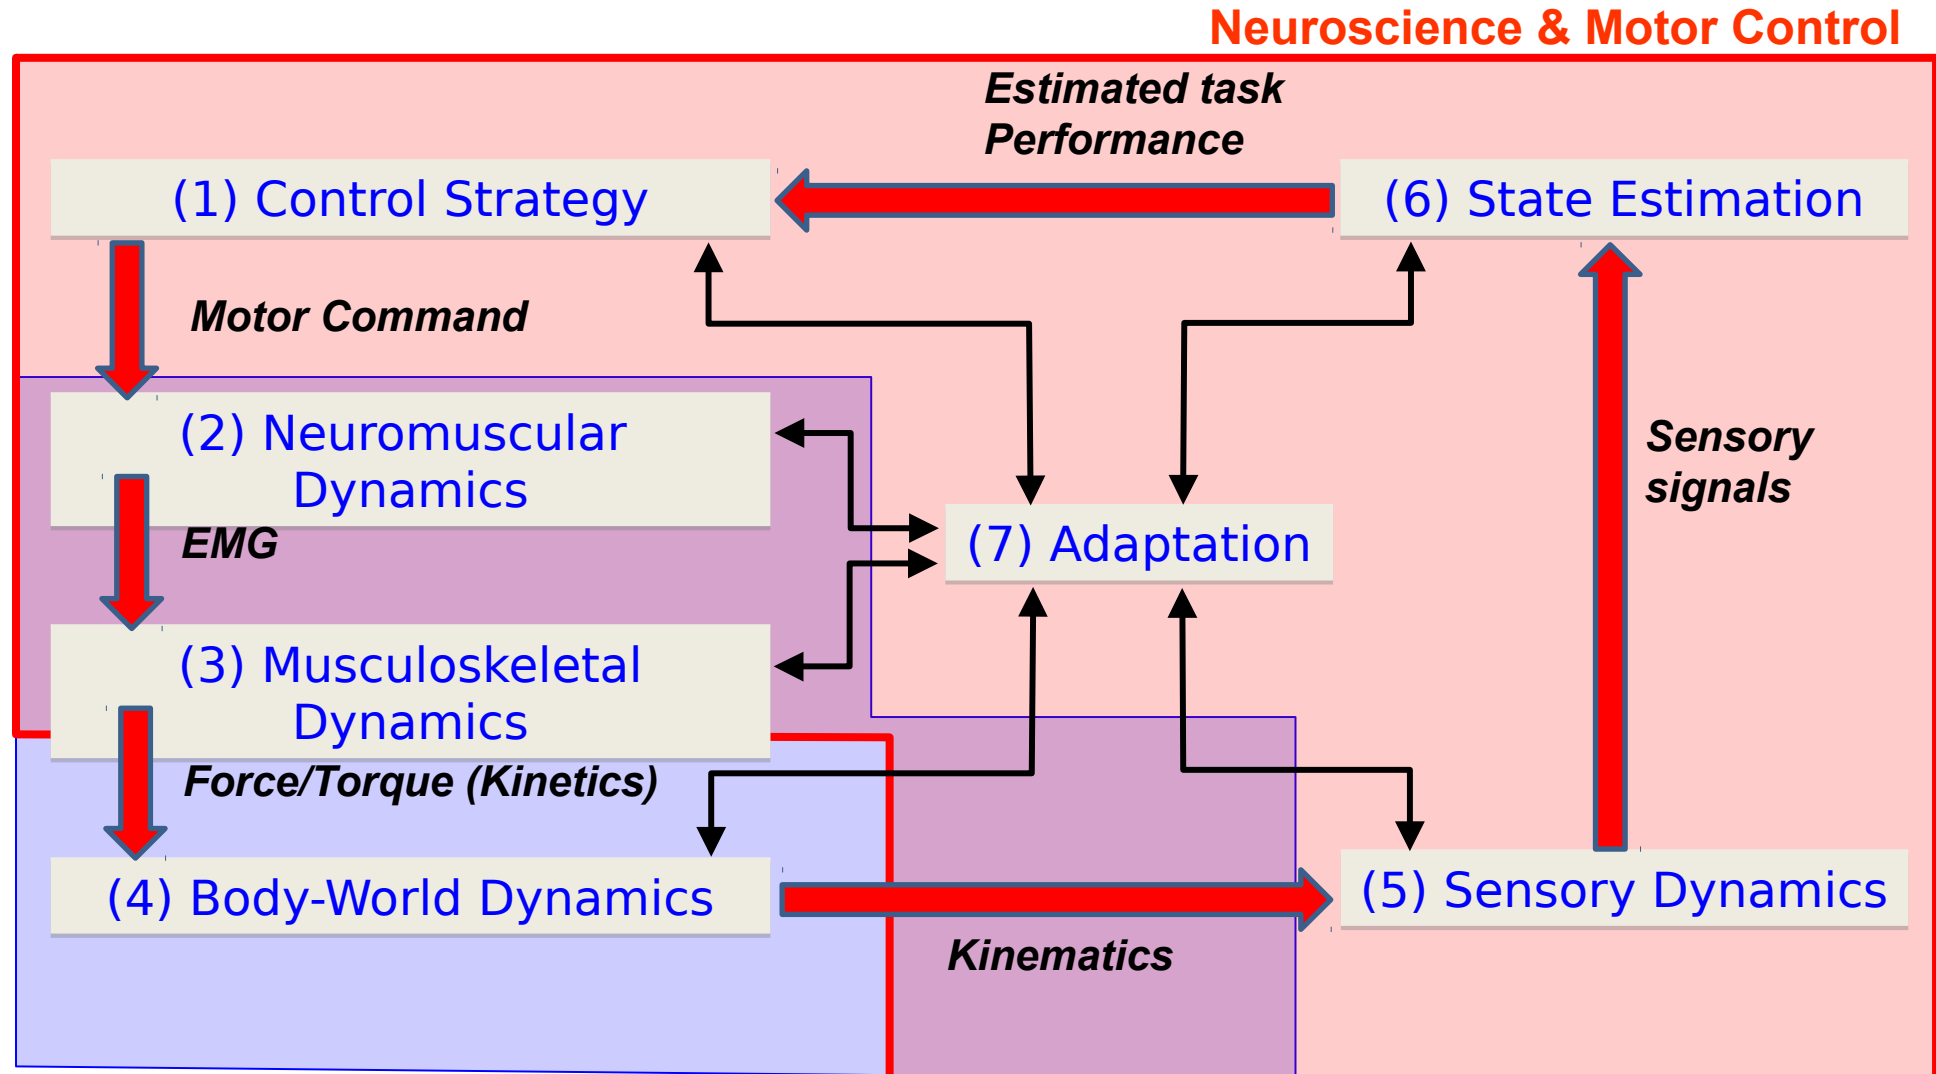 Neuroscience & Motor Control
Estimated task
Performance
(1) Control Strategy
(6) State Estimation
Motor Command
(2) Neuromuscular
Dynamics
Sensory
signals
EMG
(7) Adaptation
(3) Musculoskeletal
Dynamics
Force/Torque (Kinetics)
(4) Body-World Dynamics
(5) Sensory Dynamics
Kinematics